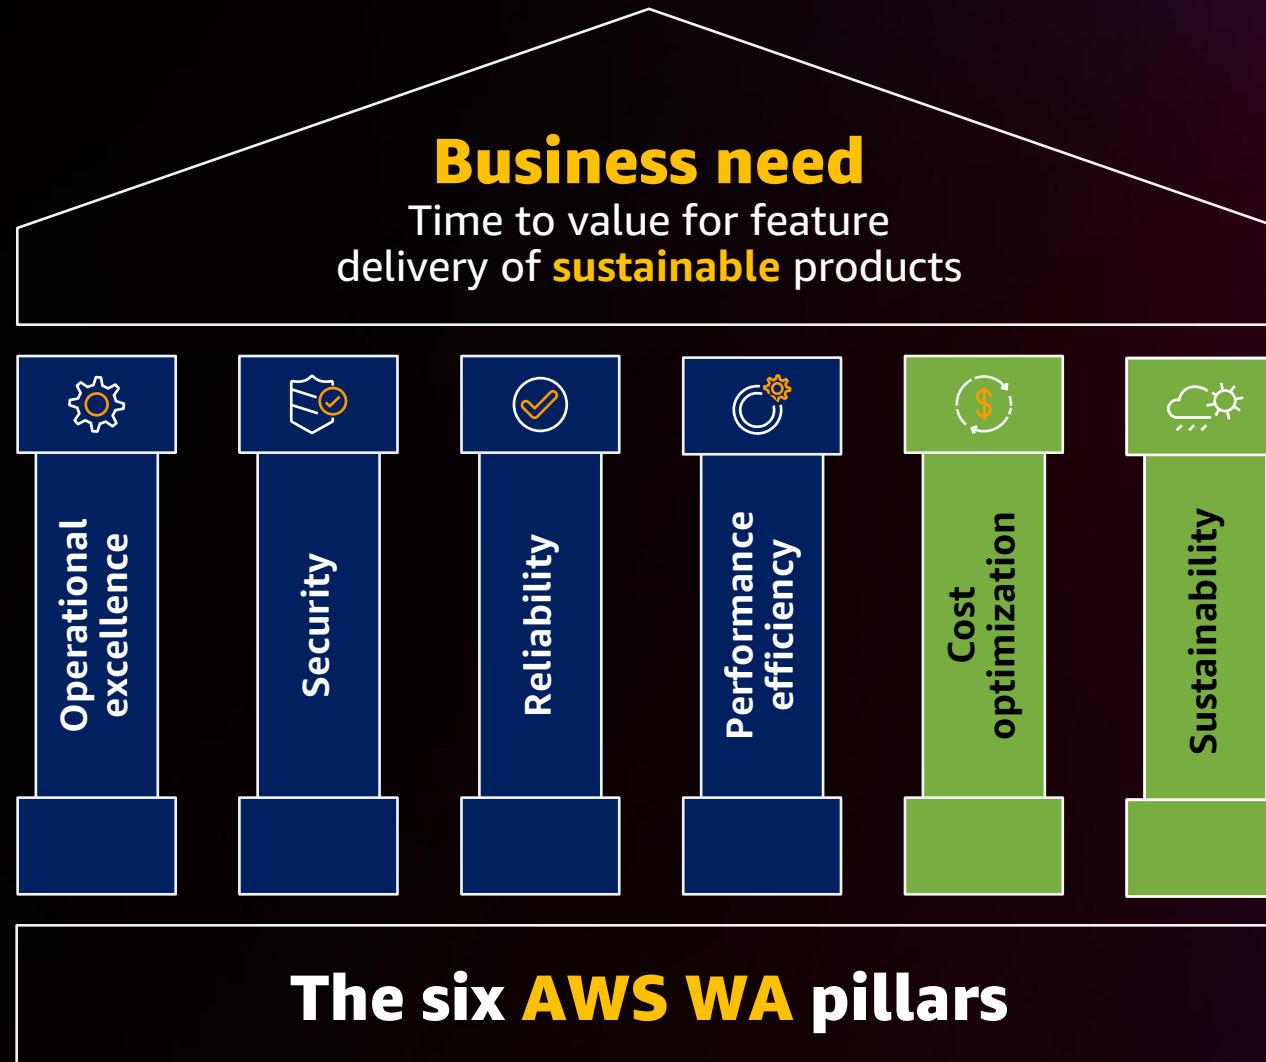 Business need
Time to value for feature
delivery of sustainable products
Operational
excellence
Security
Reliability
Performance
efficiency
$
Cost
optimization
Sustainability
The six AWS WA pillars